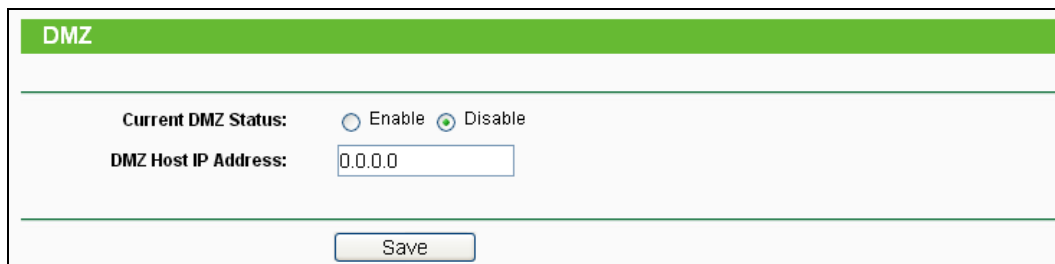 DMZ
Current DMZ Status: Enable Disable
DMZ Host IP Address: 0.0.0.0
Save